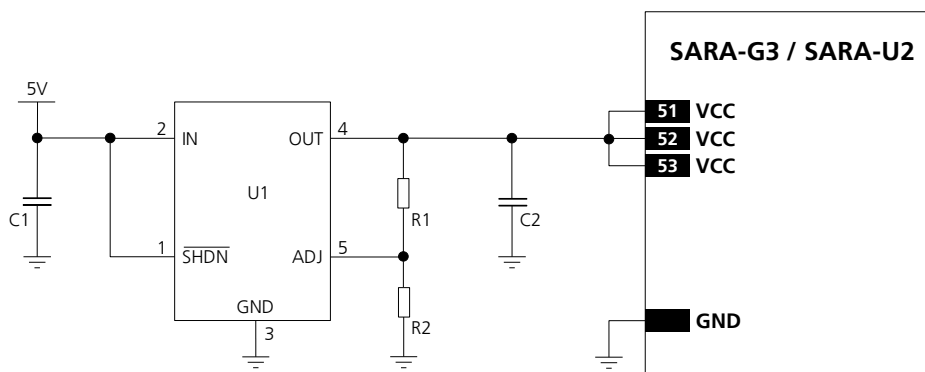 SARA-G3 / SARA-U2
5V
51 VCC
2 IN OUT 4
52 VCC
53 VCC
U1
C1
R1
C2
1 SHDN ADJ 5
GND
3
R2
GND